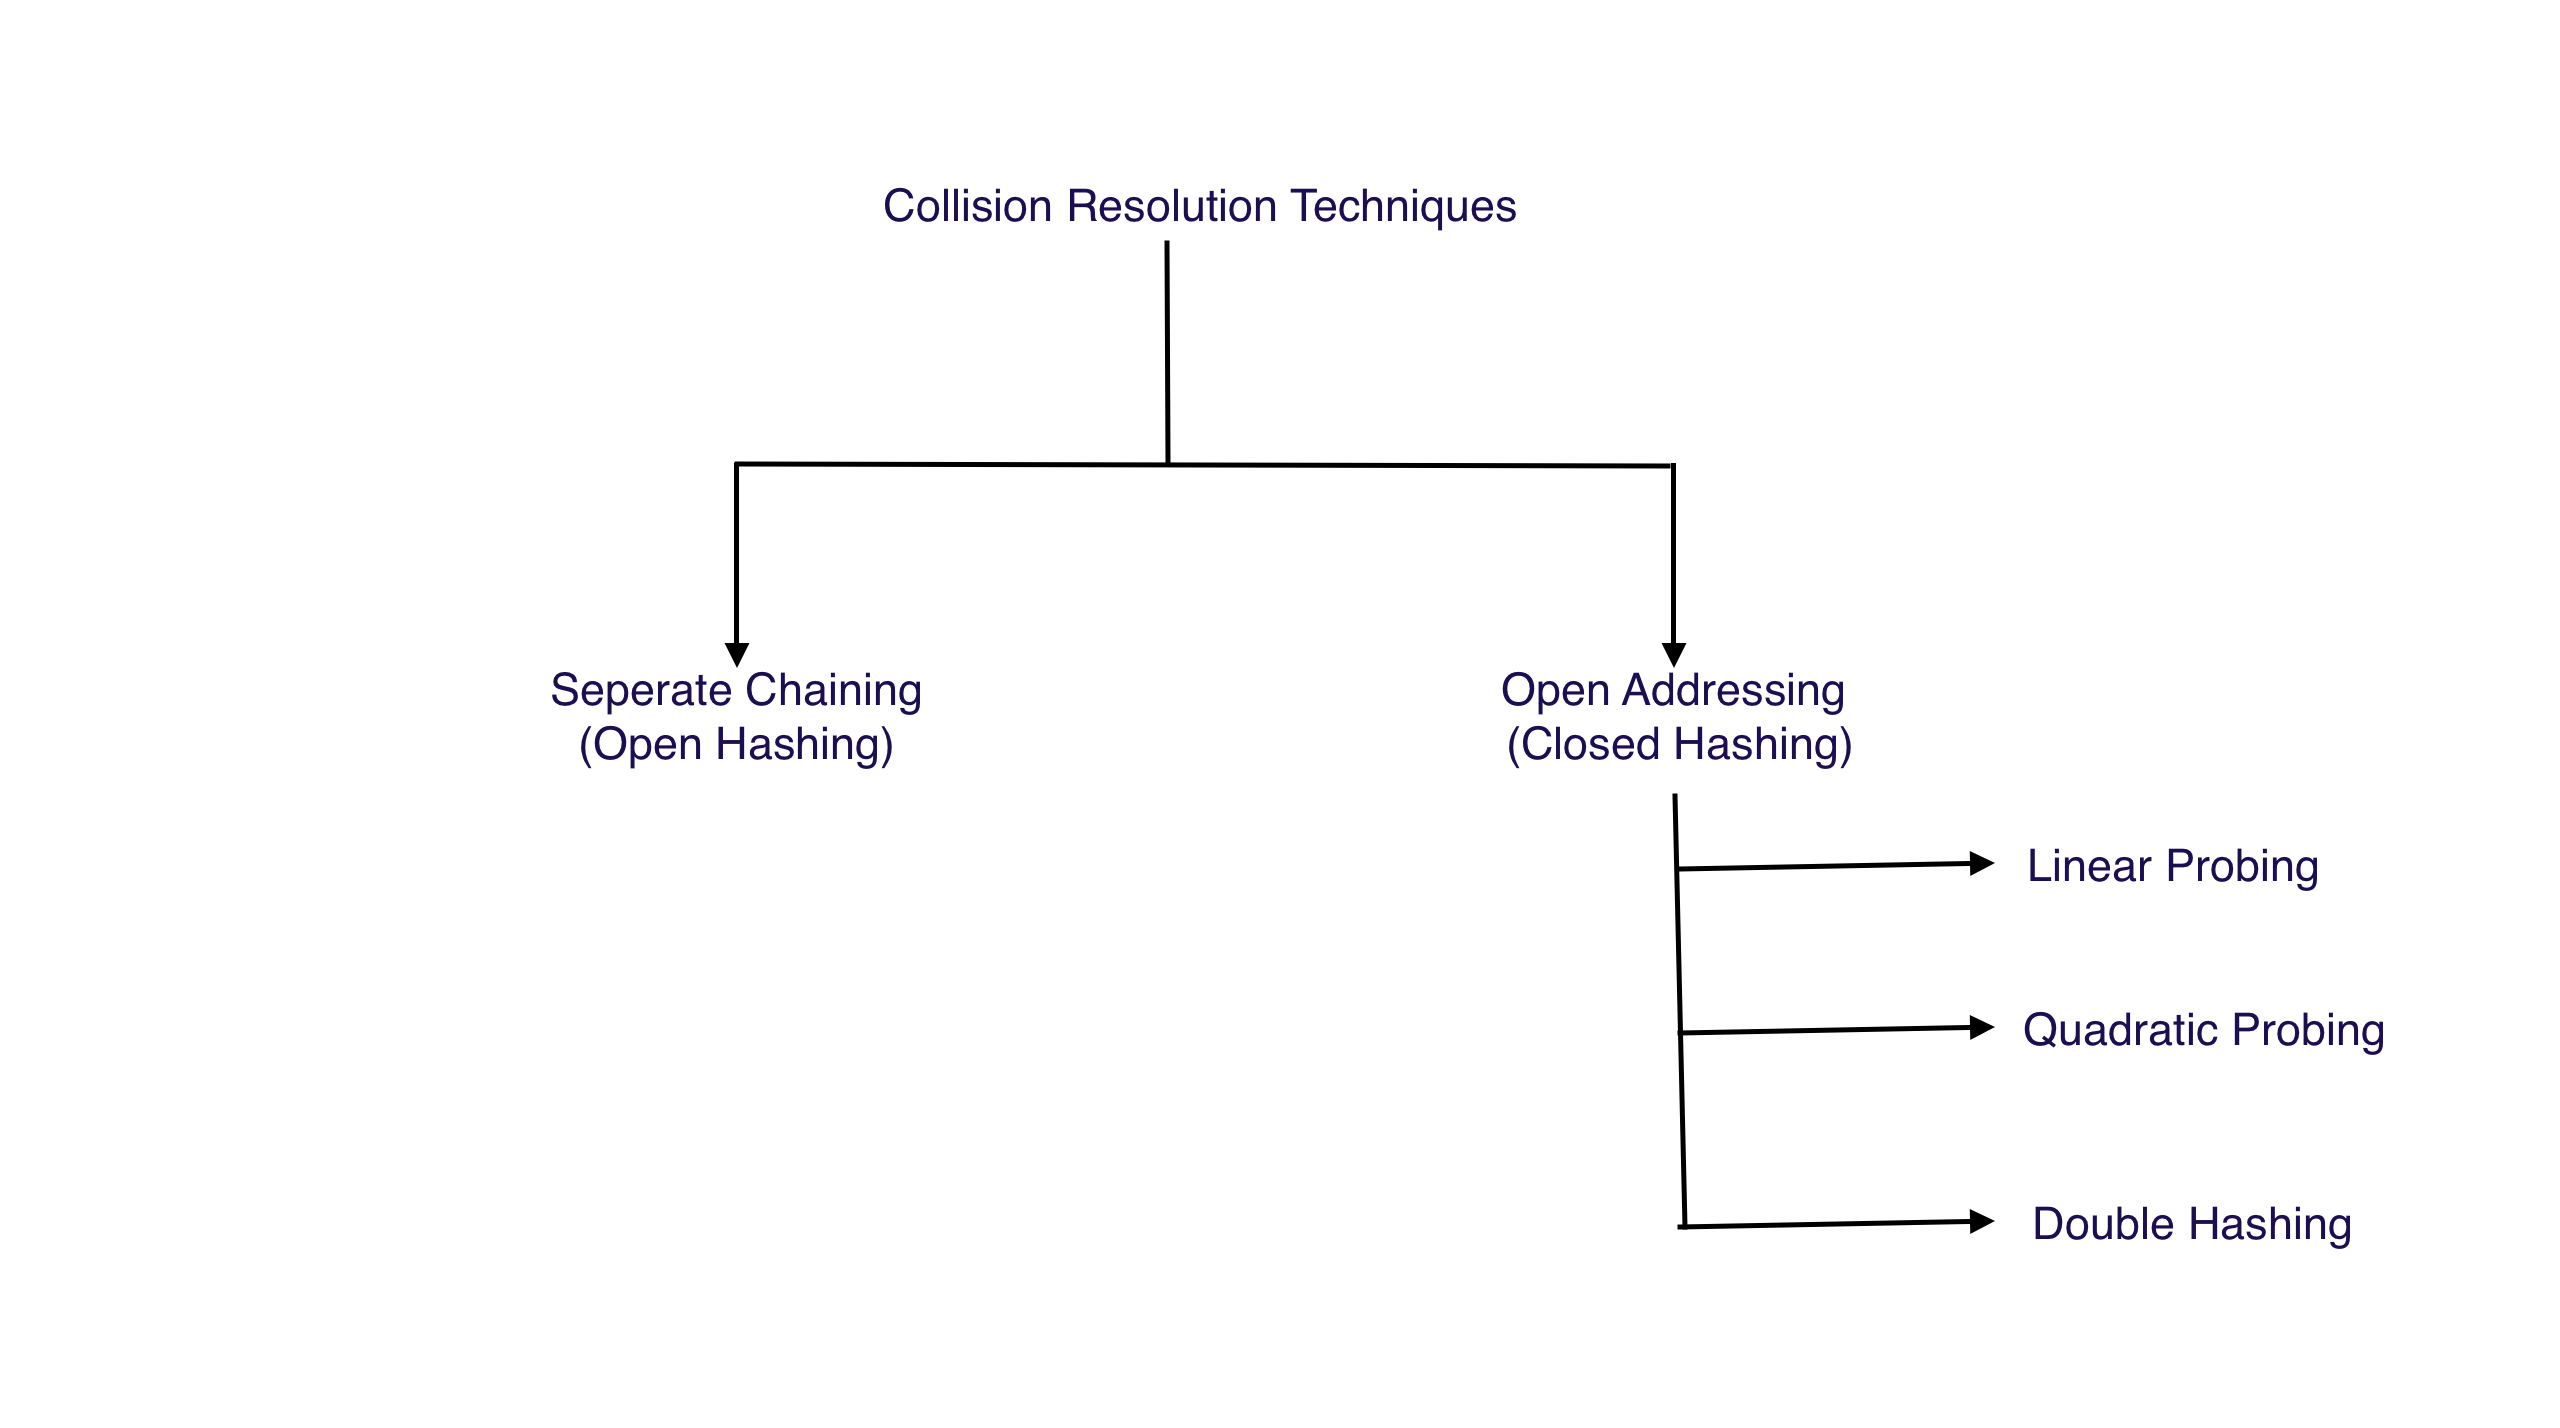 Collision Resolution Techniques
Seperate Chaining
(Open Hashing)
Open Addressing
(Closed Hashing)
Linear Probing
Quadratic Probing
Double Hashing